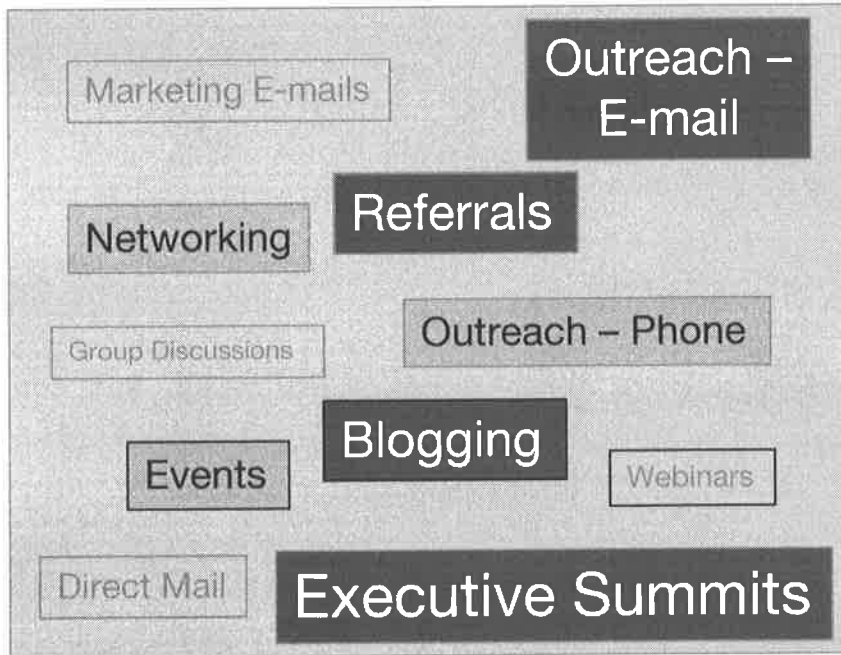 Marketing E-mails
Outreach –
E-mail
Referrals
Networking
Outreach – Phone
Group Discussions
Blogging
Events
Webinars
Direct Mail
Executive Summits